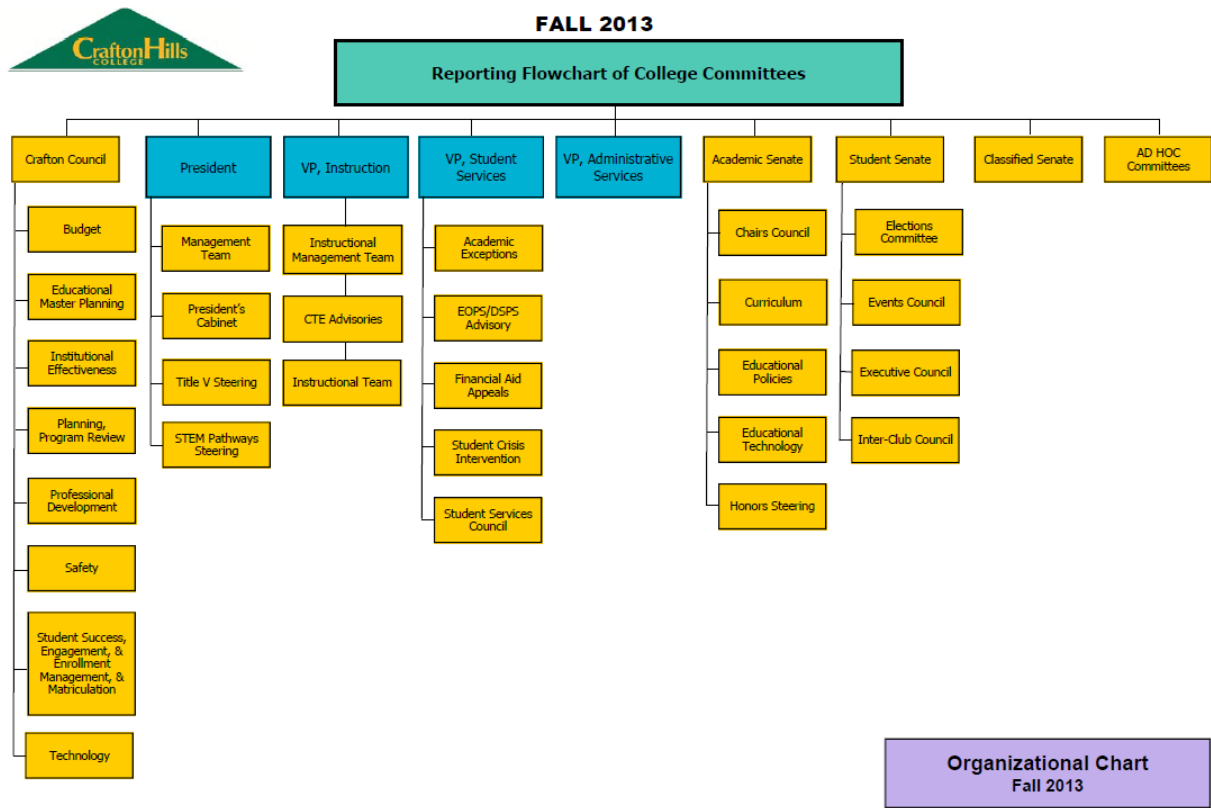 CraftonHills
COLLEGE
FALL 2013
Reporting Flowchart of College Committees
Crafton Council
President
VP, Instruction
VP, Student
Services
VP, Administrative
Services
Academic Senate
Student Senate
Classified Senate
AD HOC
Committees
Budget
Educational
Master Planning
Institutional
Effectiveness
Planning,
Program Review
Professional
Development
Safety
Student Success,
Engagement, &
Enrollment
Management, &
Matriculation
Technology
Management
Team
President's
Cabinet
Title V Steering
STEM Pathways
Steering
Instructional
Management Team
CTE Advisories
Instructional Team
Academic
Exceptions
EOPS/DSPS
Advisory
Financial Aid
Appeals
Student Crisis
Intervention
Student Services
Council
Chairs Council
Curriculum
Educational
Policies
Educational
Technology
Honors Steering
Elections
Committee
Events Council
Executive Council
Inter-Club Council
Organizational Chart
Fall 2013